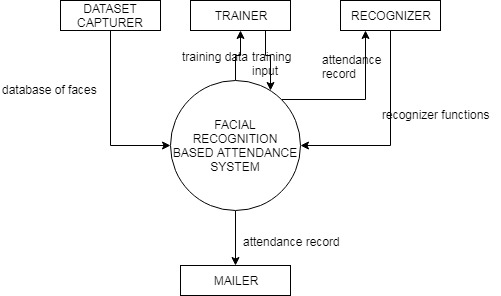 DATASET
CAPTURER
TRAINER
RECOGNIZER
training data training
input
attendance
record
database of faces
recognizer functions
FACIAL
RECOGNITION
BASED ATTENDANCE
SYSTEM
attendance record
MAILER